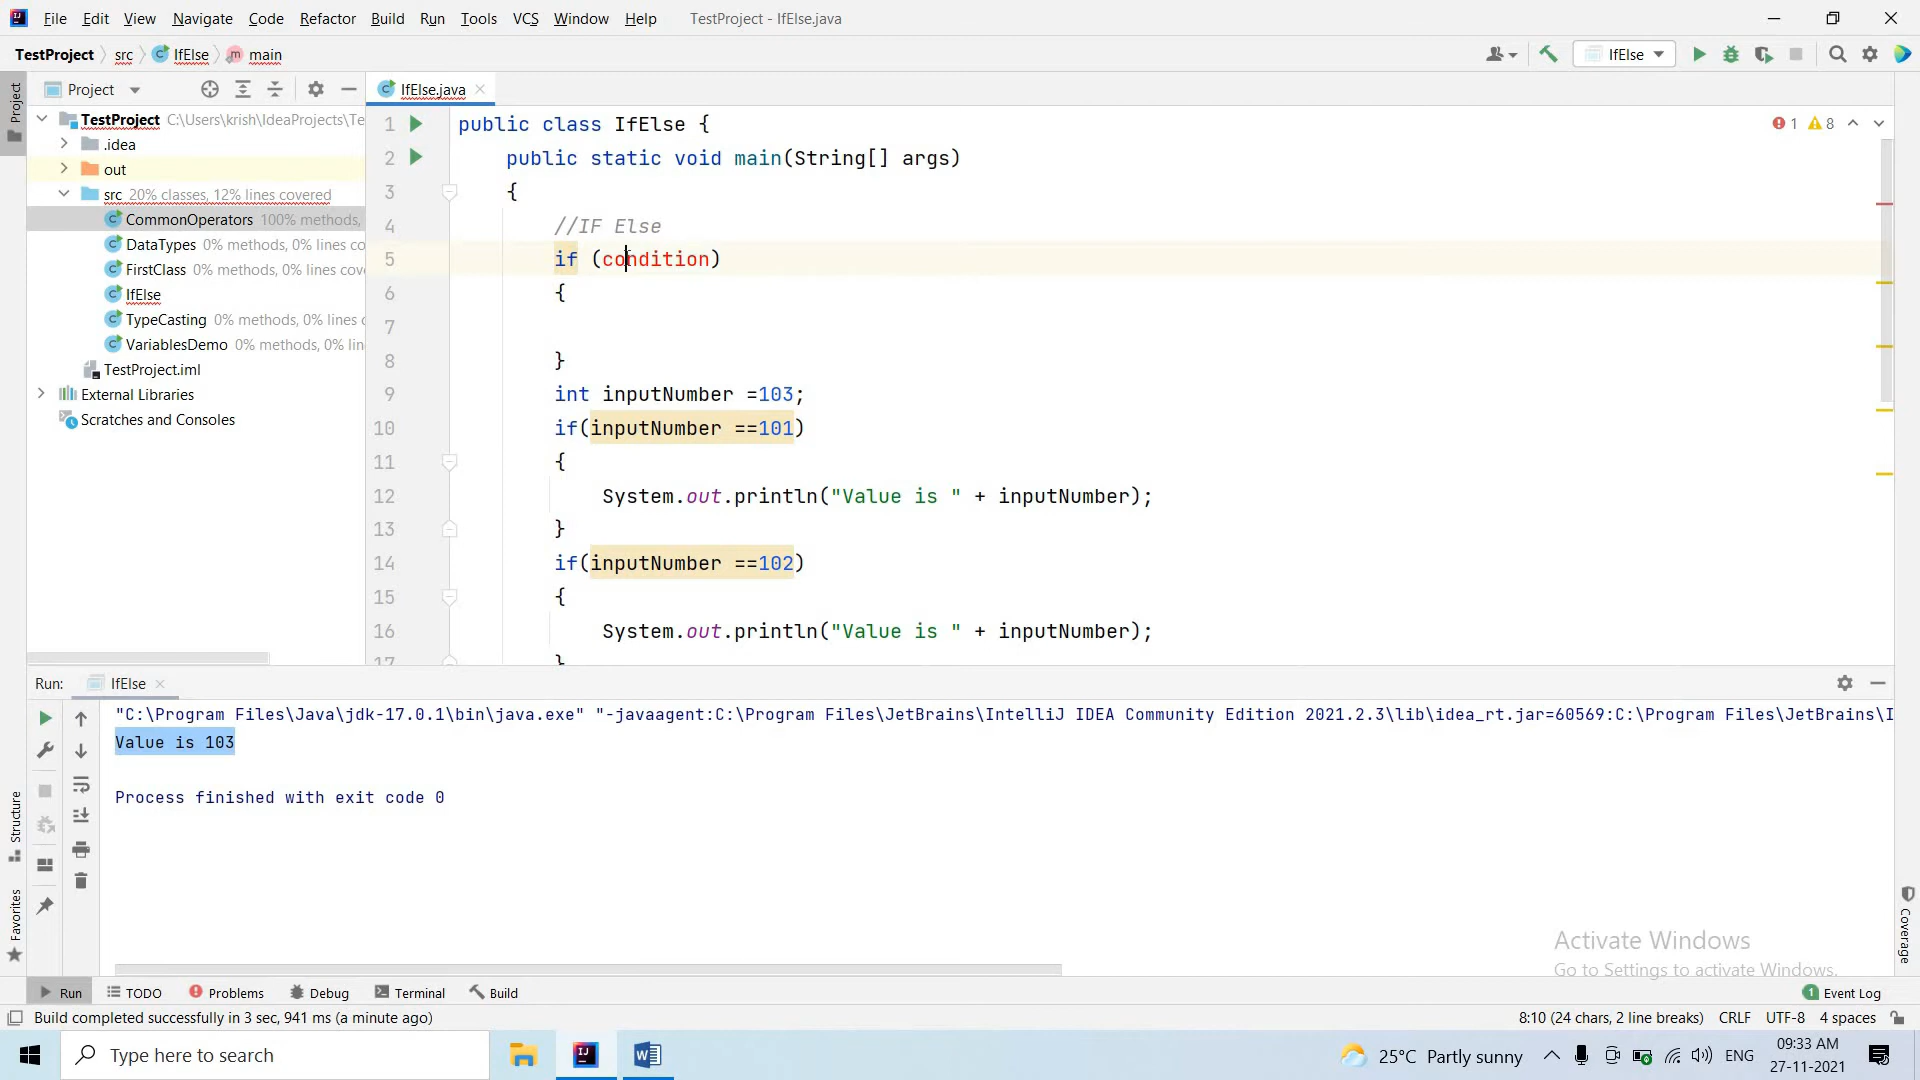 File Edit View Navigate Code Refactor Build Run Tools VCS Window Help TestProject - IfElse.java
TestProject src IfElse main IfElse
Project
Project IfElse.java
TestProject C:\Users\krish\IdeaProjects\Te
.idea
out
src 20% classes, 12% lines covered
CommonOperators 100% methods,
DataTypes 0% methods, 0% lines co
FirstClass 0% methods, 0% lines cov
IfElse
TypeCasting 0% methods, 0% lines c
VariablesDemo 0% methods, 0% lin
TestProject.iml
External Libraries
Scratches and Consoles
1 public class IfElse { 1 8
2 public static void main(String[] args)
3 {
4 //IF Else
5 if (condition)
6 {
7
8 }
9 int inputNumber =103;
10 if(inputNumber ==101)
11 {
12 System.out.println("Value is " + inputNumber);
13 }
14 if(inputNumber ==102)
15 {
16 System.out.println("Value is " + inputNumber);
17 }
Run: IfElse
"C:\Program Files\Java\jdk-17.0.1\bin\java.exe" "-javaagent:C:\Program Files\JetBrains\IntelliJ IDEA Community Edition 2021.2.3\lib\idea_rt.jar=60569:C:\Program Files\JetBrains\I
Value is 103
Process finished with exit code 0
Structure
Favorites
Coverage
Activate Windows
Go to Settings to activate Windows.
Run TODO Problems Debug Terminal Build 1 Event Log
Build completed successfully in 3 sec, 941 ms (a minute ago) 8:10 (24 chars, 2 line breaks) CRLF UTF-8 4 spaces
Type here to search IJ W 25°C Partly sunny ENG 09:33 AM
27-11-2021